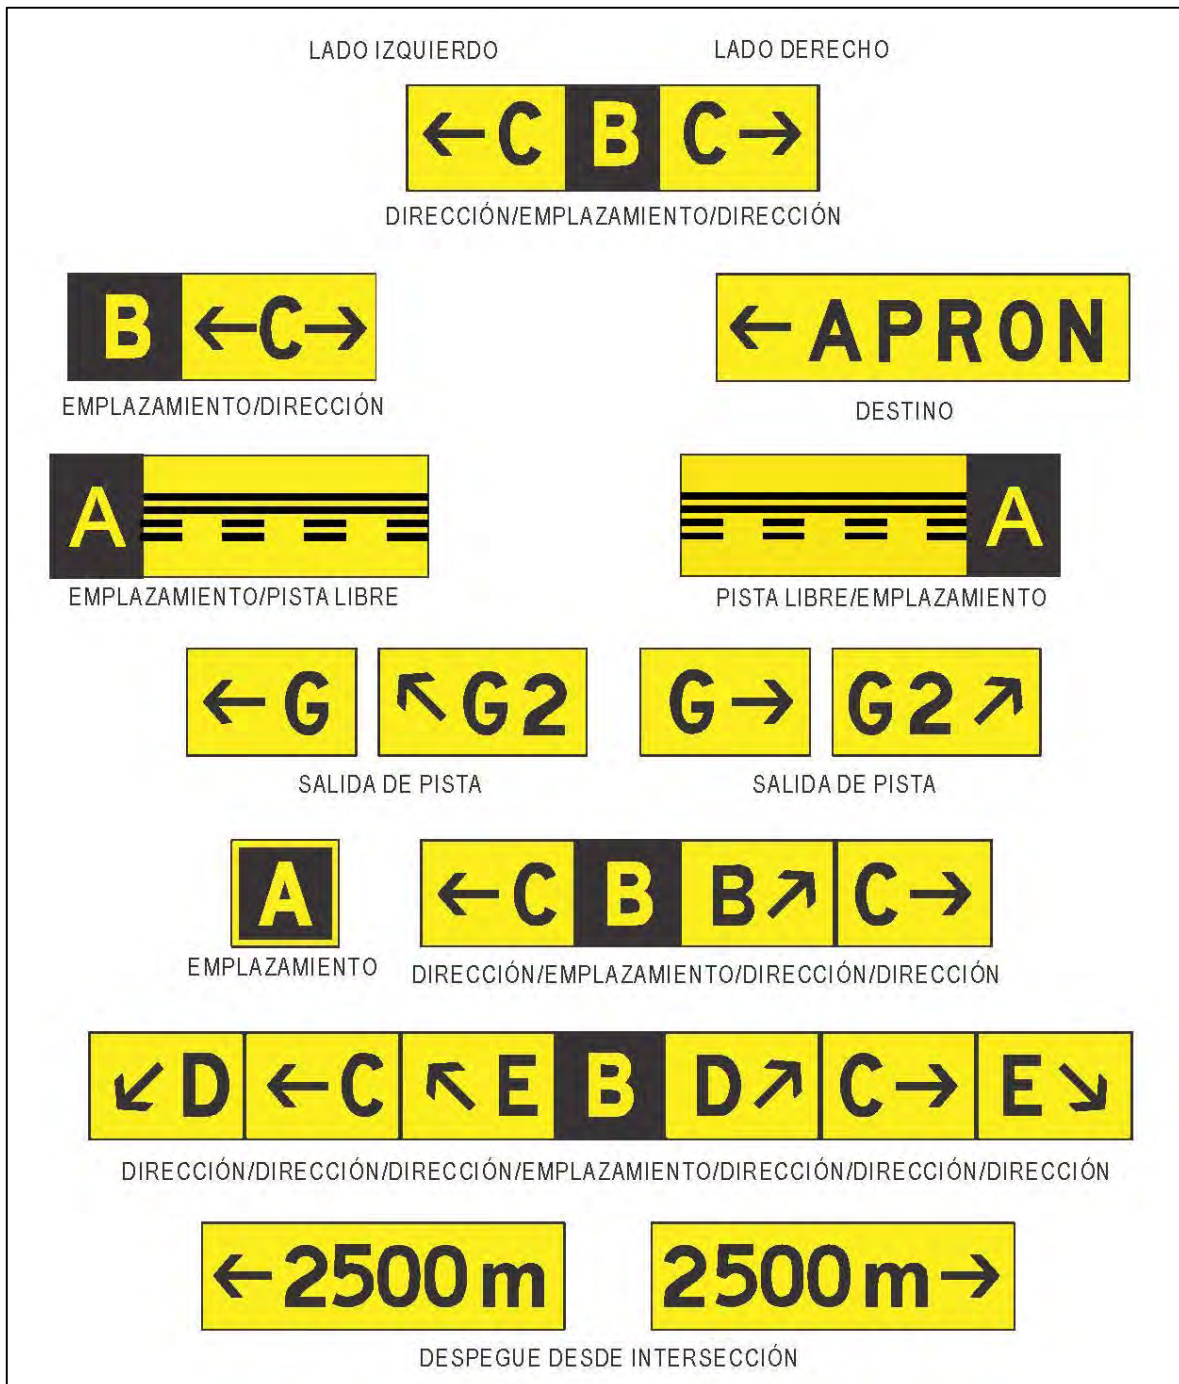 LADO IZQUIERDO LADO DERECHO
←C B C→
DIRECCIÓN/EMPLAZAMIENTO/DIRECCIÓN
B ←C→ ←APRON
EMPLAZAMIENTO/DIRECCIÓN DESTINO
A A
EMPLAZAMIENTO/PISTA LIBRE PISTA LIBRE/EMPLAZAMIENTO
←G ↖G2 G→ G2↗
SALIDA DE PISTA SALIDA DE PISTA
A ←C B B↗ C→
EMPLAZAMIENTO DIRECCIÓN/EMPLAZAMIENTO/DIRECCIÓN/DIRECCIÓN
↙D ←C ↖E B D↗ C→ E↘
DIRECCIÓN/DIRECCIÓN/DIRECCIÓN/EMPLAZAMIENTO/DIRECCIÓN/DIRECCIÓN/DIRECCIÓN
←2500m 2500m→
DESPEGUE DESDE INTERSECCIÓN